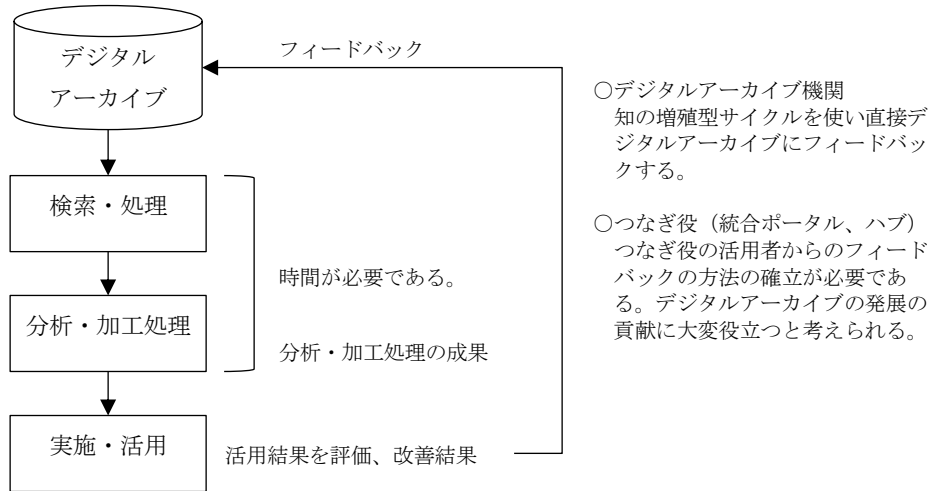 デジタル
アーカイブ
フィードバック
検索・処理
分析・加工処理
実施・活用
時間が必要である。
分析・加工処理の成果
活用結果を評価、改善結果
○デジタルアーカイブ機関
知の増殖型サイクルを使い直接デ
ジタルアーカイブにフィードバッ
クする。
○つなぎ役（統合ポータル、ハブ）
つなぎ役の活用者からのフィード
バックの方法の確立が必要であ
る。デジタルアーカイブの発展の
貢献に大変役立つと考えられる。